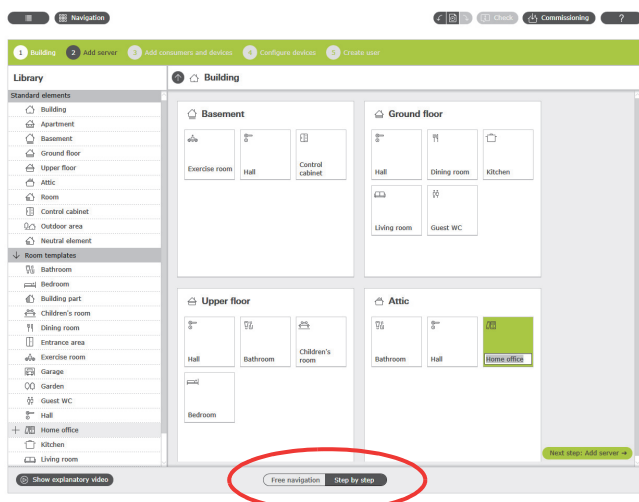 Navigation
Check
Commissioning
?
1 Building
2 Add server
3 Add consumers and devices
4 Configure devices
5 Create user
Library
Building
Standard elements
Building
Apartment
Basement
Ground floor
Upper floor
Attic
Room
Control cabinet
Outdoor area
Neutral element
Room templates
Bathroom
Bedroom
Building part
Children's room
Dining room
Entrance area
Exercise room
Garage
Garden
Guest WC
Hall
Home office
Kitchen
Living room
Basement
Exercise room
Hall
Control
cabinet
Ground floor
Hall
Dining room
Kitchen
Living room
Guest WC
Upper floor
Hall
Bathroom
Children's
room
Bedroom
Attic
Bathroom
Hall
Home office
Next step: Add server →
Show explanatory video
Free navigation
Step by step